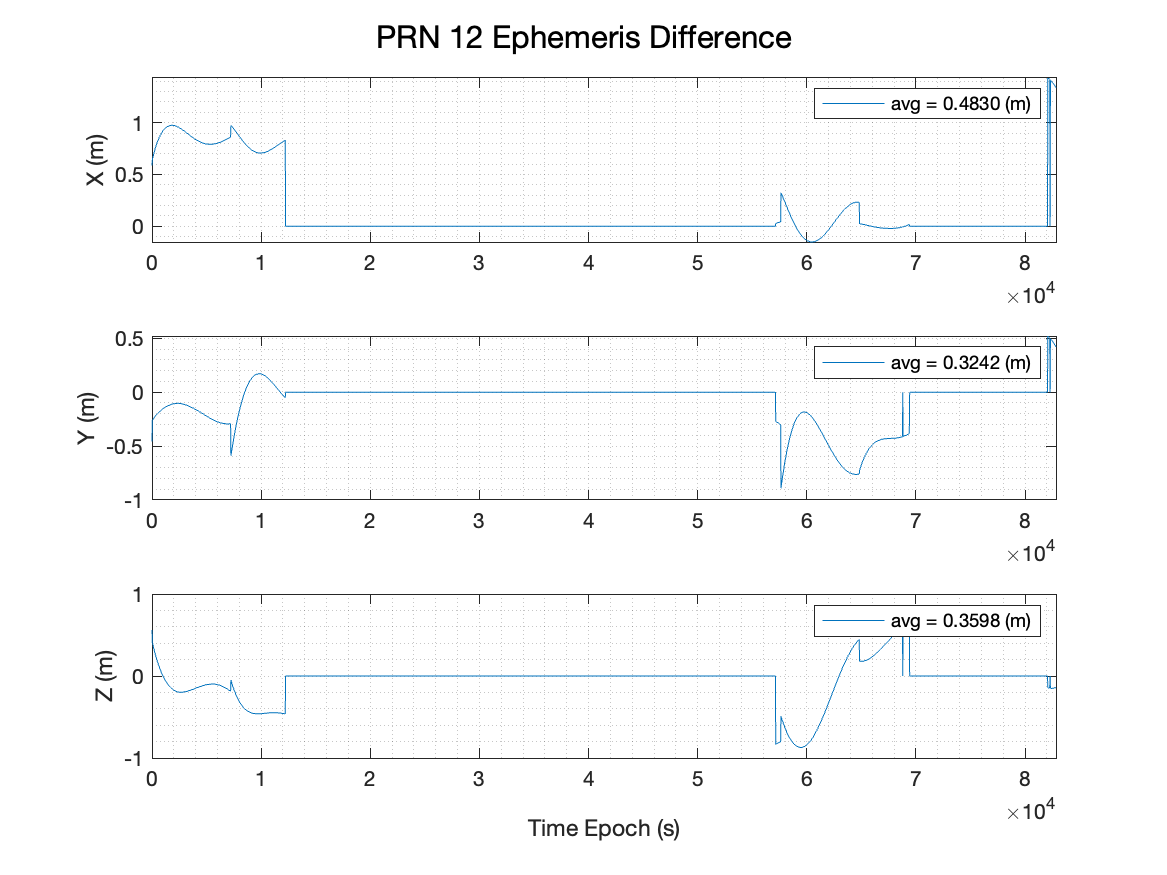 PRN 12 Ephemeris Difference
X (m)
1
0.5
0
avg = 0.4830 (m)
0 1 2 3 4 5 6 7 8
×10^4
Y (m)
0.5
0
-0.5
-1
avg = 0.3242 (m)
0 1 2 3 4 5 6 7 8
×10^4
Z (m)
1
0
-1
avg = 0.3598 (m)
0 1 2 3 4 5 6 7 8
×10^4
Time Epoch (s)